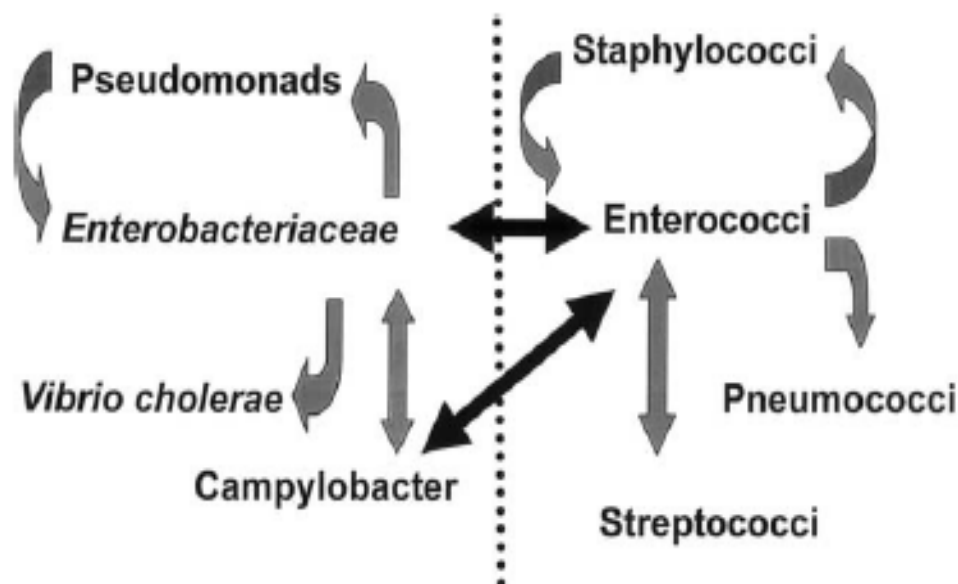 Staphylococci
Pseudomonads
Enterococci
Enterobacteriaceae
Vibrio cholerae
Pneumococci
Campylobacter
Streptococci